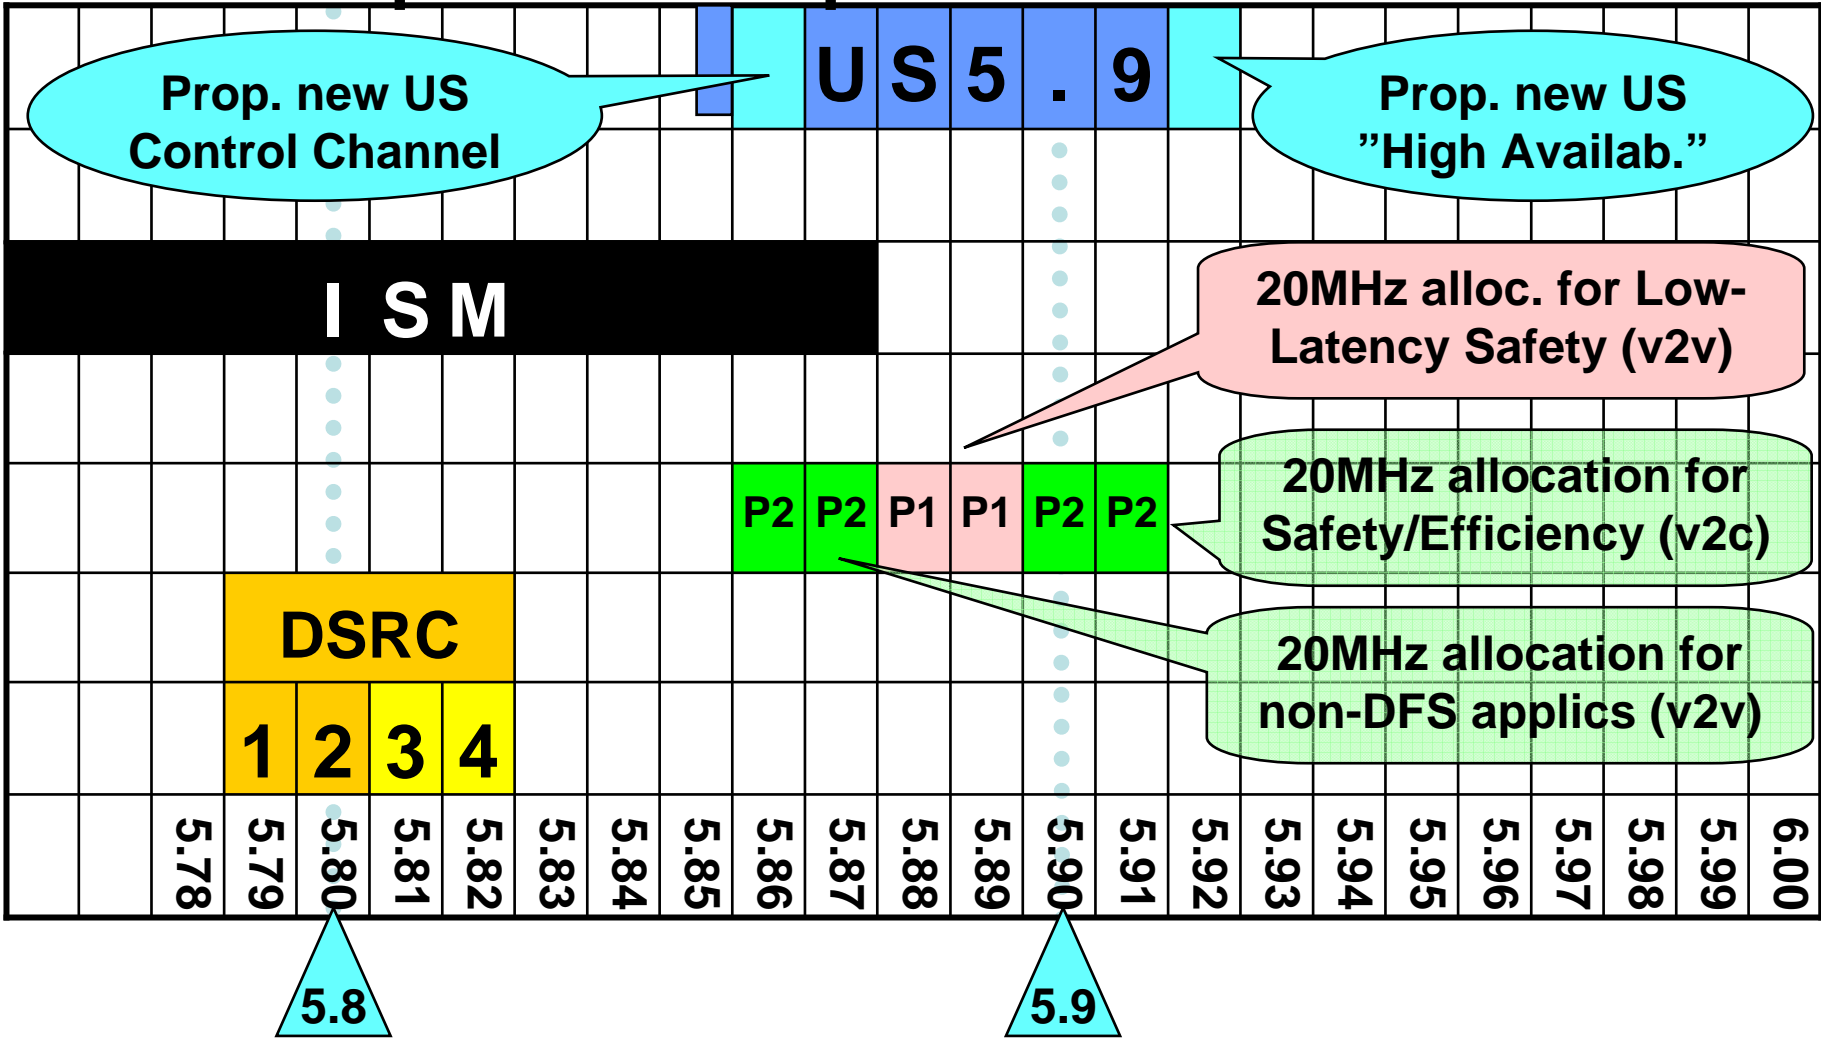 Prop. new US
Control Channel
US5.9
Prop. new US
”High Availab.”
ISM
20MHz alloc. for Low-
Latency Safety (v2v)
P2 P2 P1 P1 P2 P2
20MHz allocation for
Safety/Efficiency (v2c)
DSRC
20MHz allocation for
non-DFS applics (v2v)
1 2 3 4
5.78 5.79 5.80 5.81 5.82 5.83 5.84 5.85 5.86 5.87 5.88 5.89 5.90 5.91 5.92 5.93 5.94 5.95 5.96 5.97 5.98 5.99 6.00
5.8 5.9